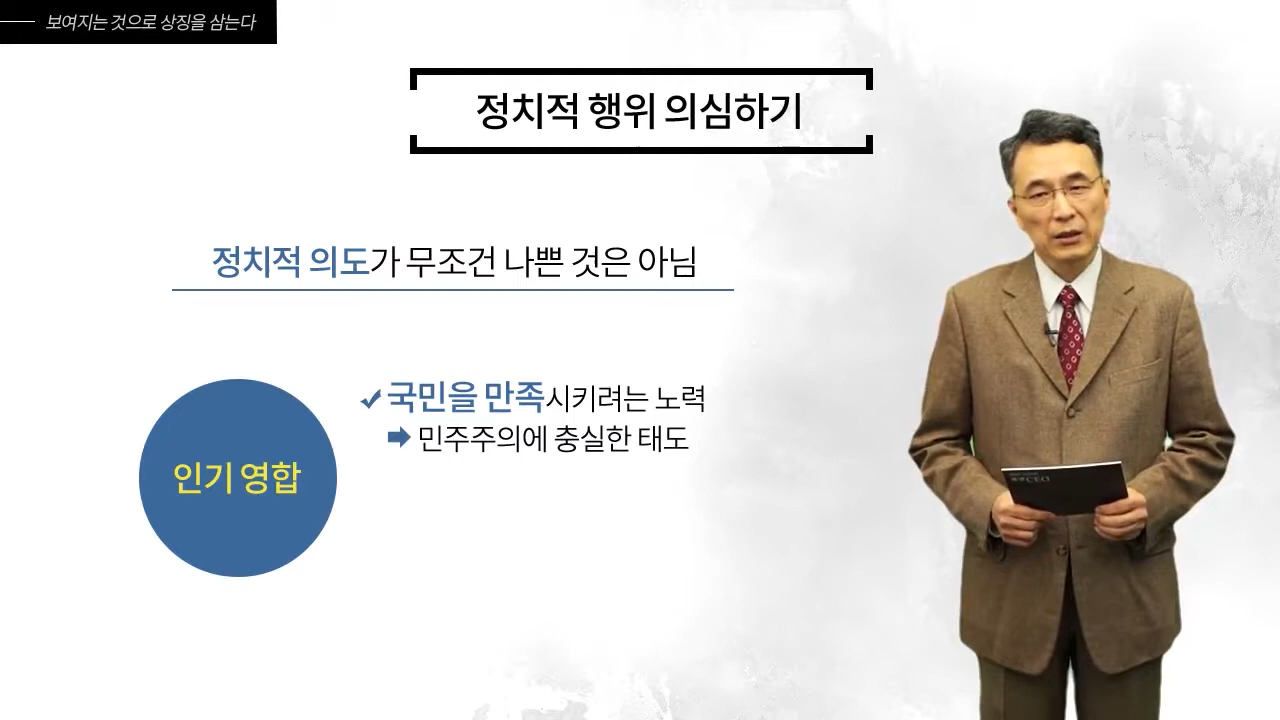 보여지는 것으로 상징을 삼는다
정치적 행위 의심하기
정치적 의도가 무조건 나쁜 것은 아님
국민을 만족시키려는 노력
민주주의에 충실한 태도
인기 영합
CEO